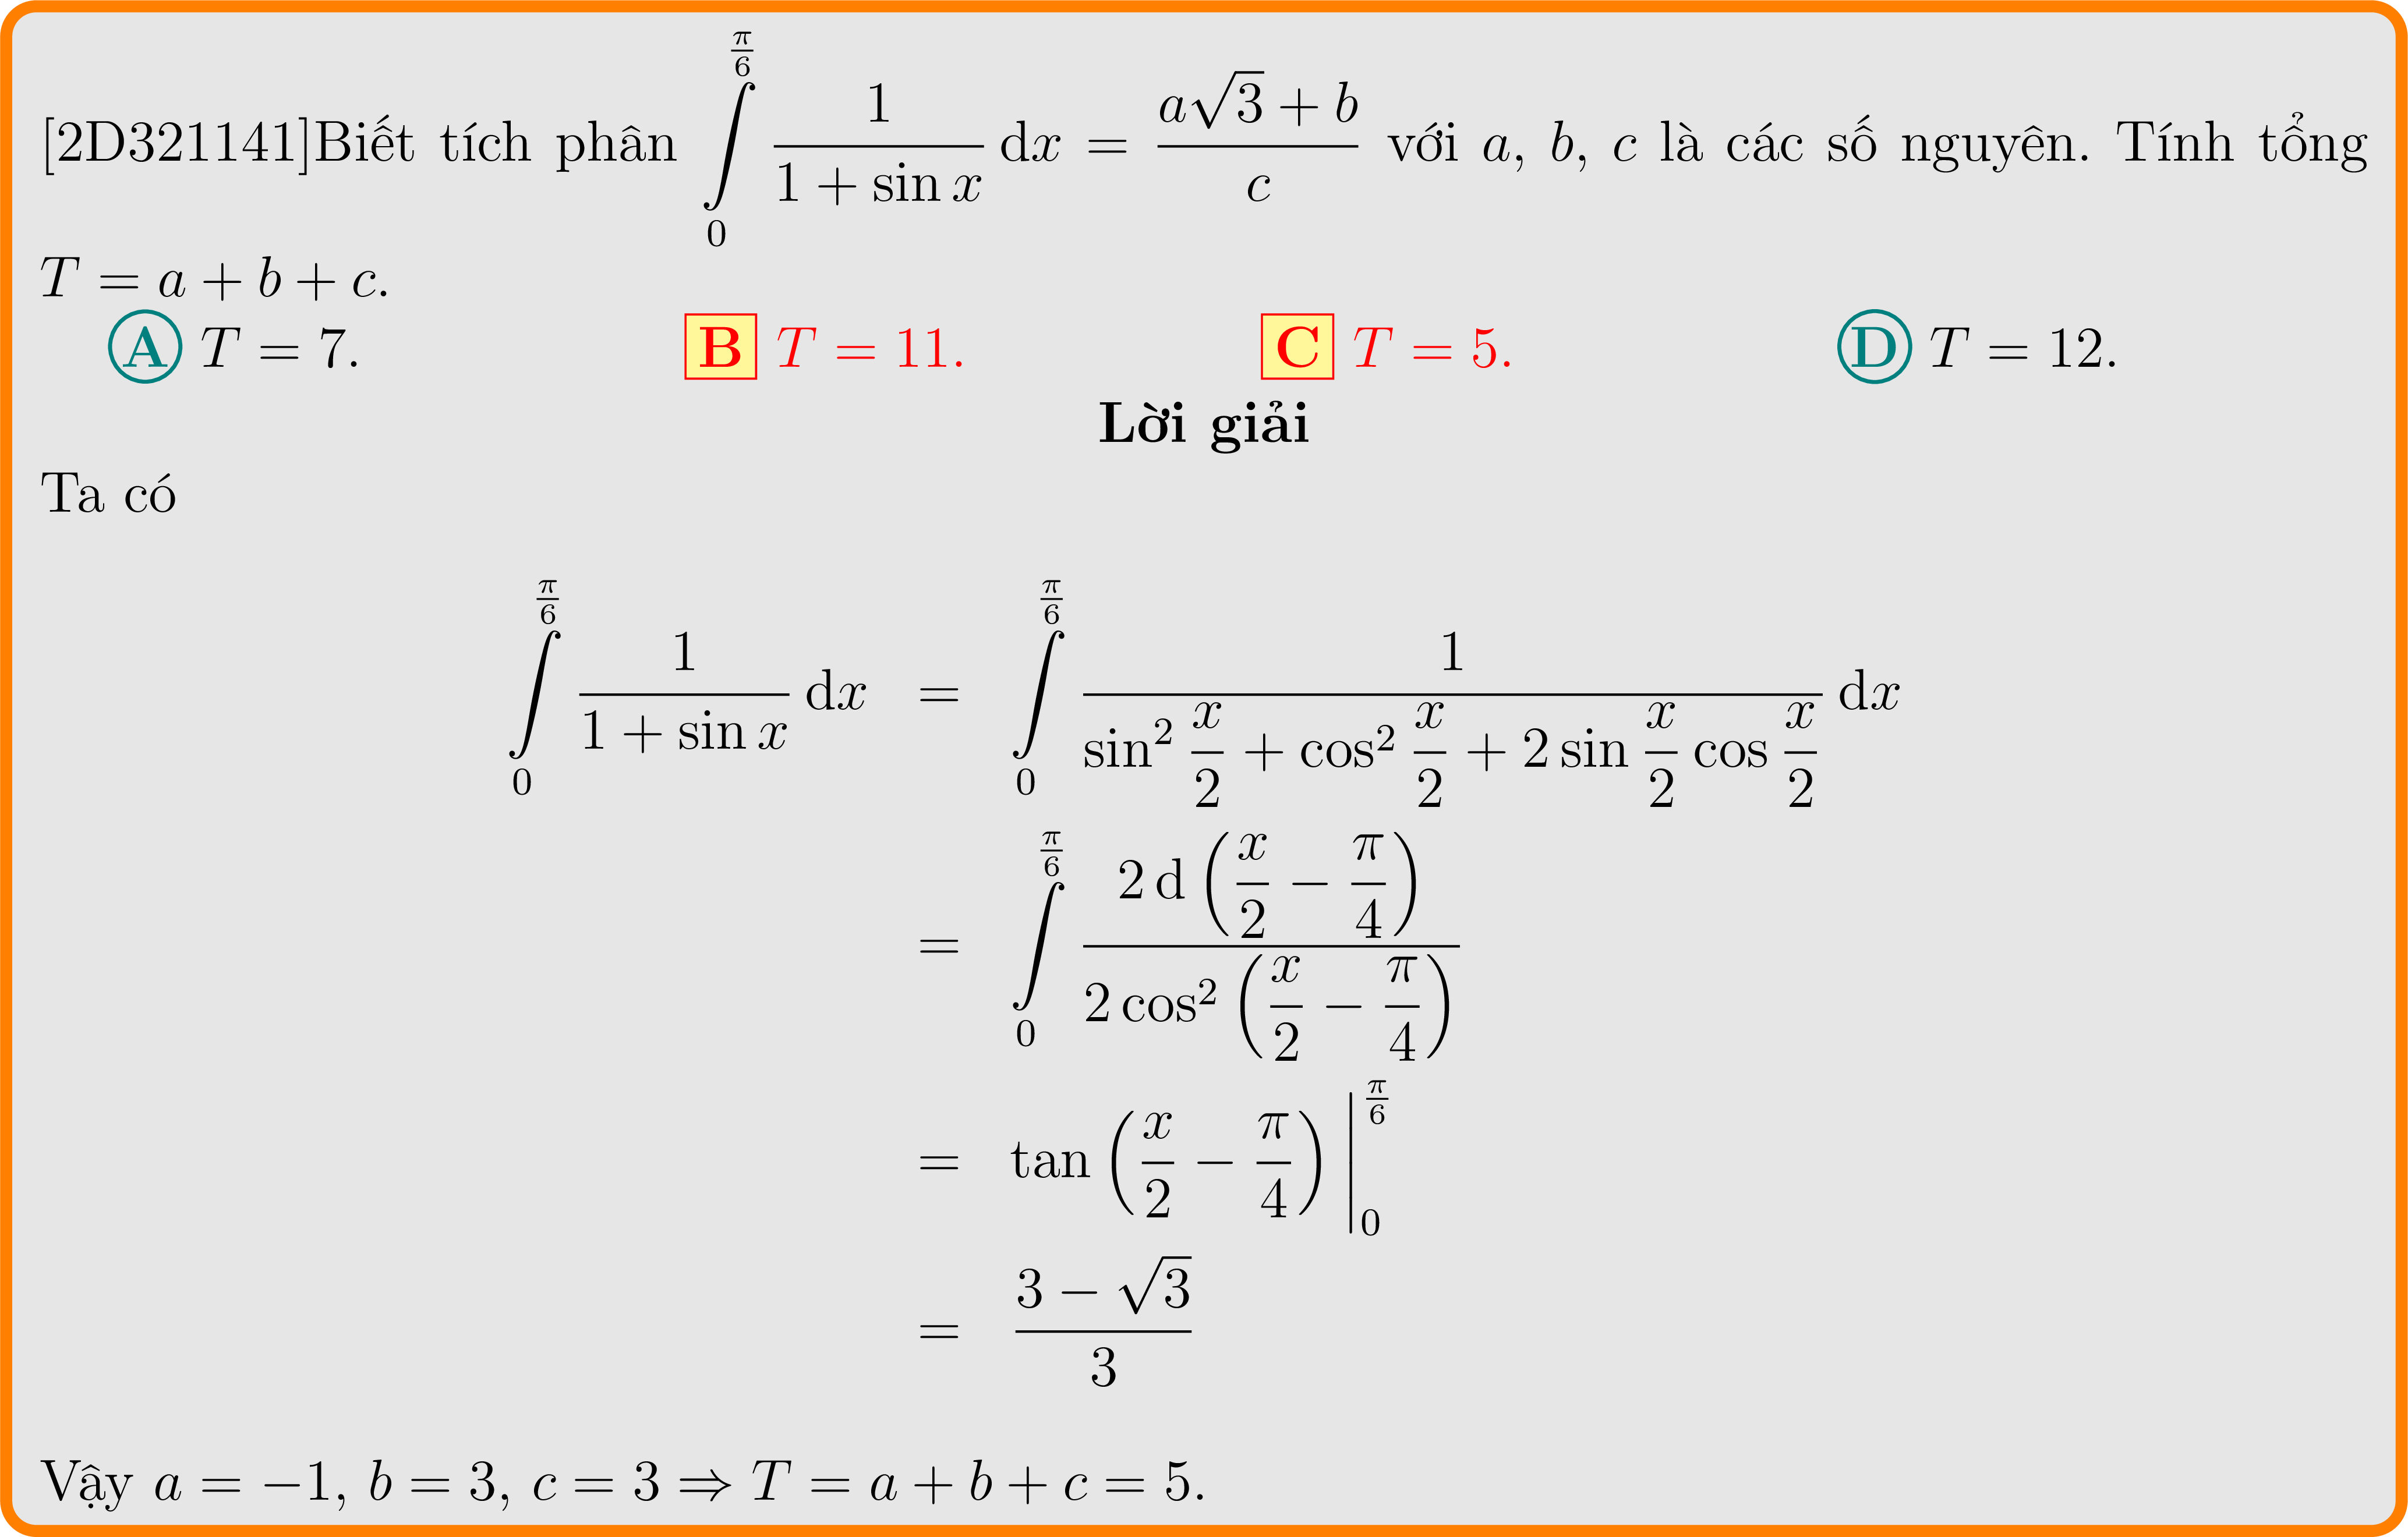 [2D321141]Biết tích phân $\int\limits_0^{\frac{\pi}{6}} \frac{1}{1+\sin x}\,\mathrm{d}x = \frac{a\sqrt{3}+b}{c}$ với $a$, $b$, $c$ là các số nguyên. Tính tổng
$T = a + b + c.$
A $T = 7.$ B $T = 11.$ C $T = 5.$ D $T = 12.$
Lời giải
Ta có
$\int\limits_0^{\frac{\pi}{6}} \frac{1}{1+\sin x}\,\mathrm{d}x = \int\limits_0^{\frac{\pi}{6}} \frac{1}{\sin^2\frac{x}{2}+\cos^2\frac{x}{2}+2\sin\frac{x}{2}\cos\frac{x}{2}}\,\mathrm{d}x$
$= \int\limits_0^{\frac{\pi}{6}} \frac{2\,\mathrm{d}\left(\frac{x}{2}-\frac{\pi}{4}\right)}{2\cos^2\left(\frac{x}{2}-\frac{\pi}{4}\right)}$
$= \tan\left(\frac{x}{2}-\frac{\pi}{4}\right)\Big|_0^{\frac{\pi}{6}}$
$= \frac{3-\sqrt{3}}{3}$
Vậy $a = -1$, $b = 3$, $c = 3 \Rightarrow T = a + b + c = 5.$